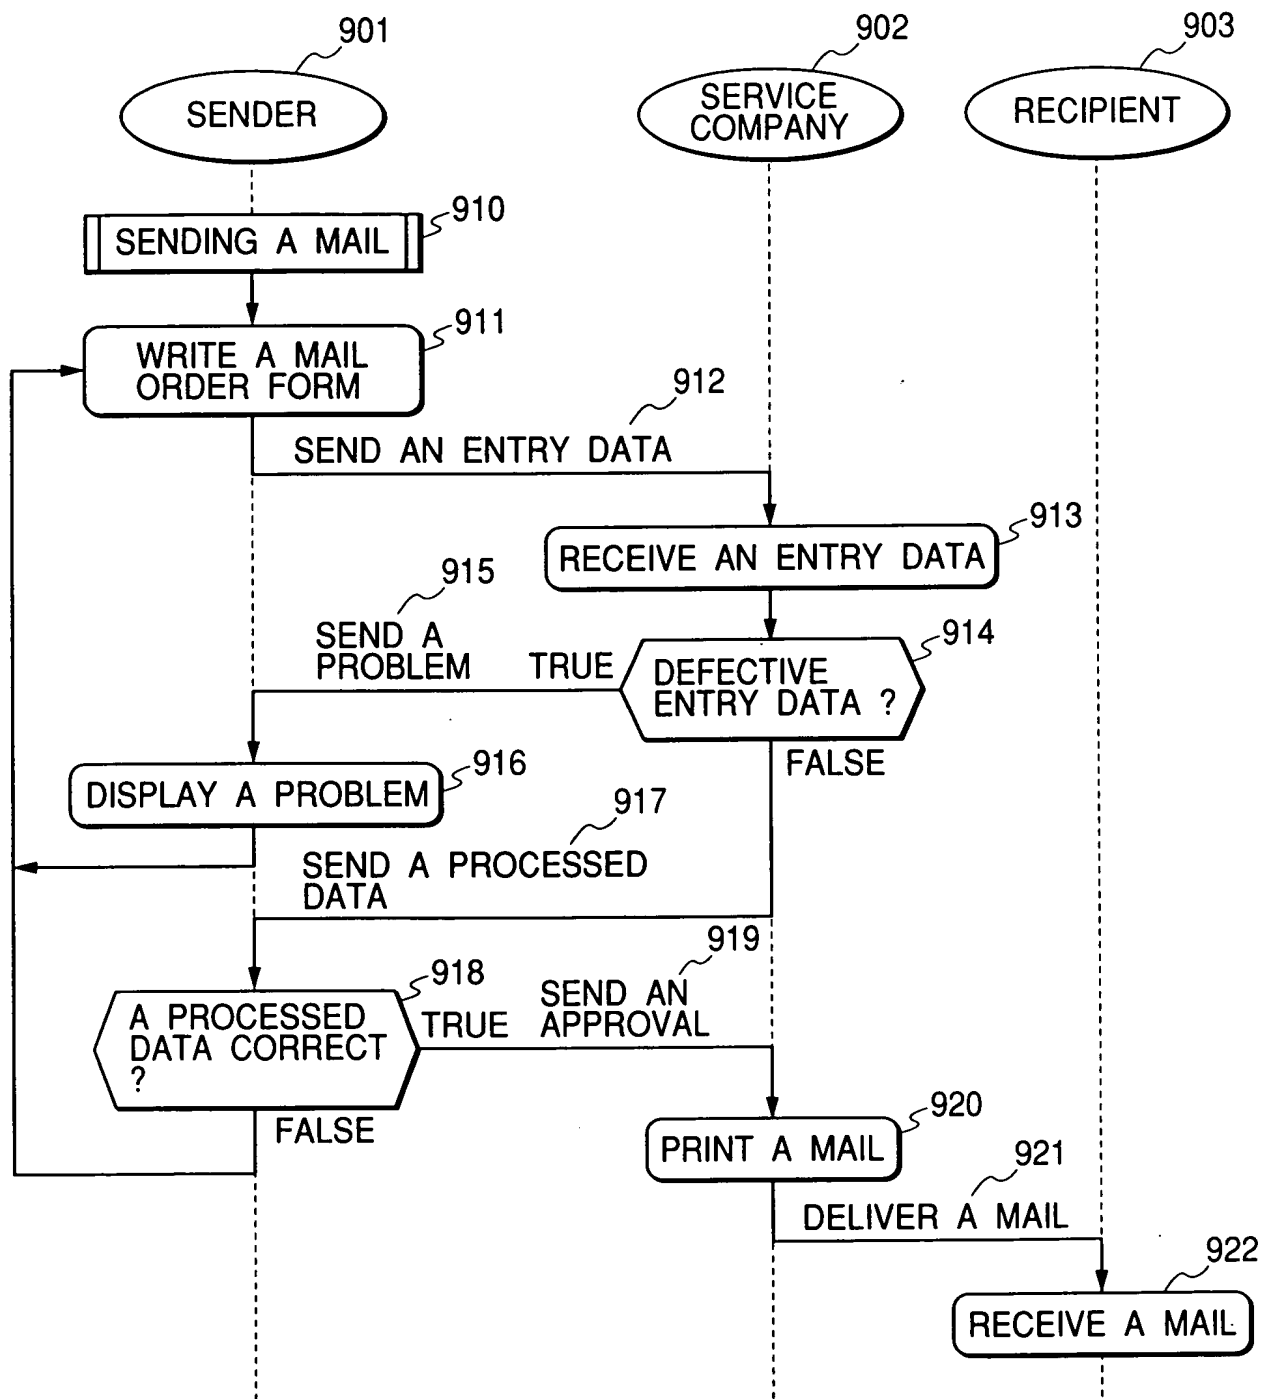 901
902
903
SENDER
SERVICE
COMPANY
RECIPIENT
910
SENDING A MAIL
911
WRITE A MAIL
ORDER FORM
912
SEND AN ENTRY DATA
913
RECEIVE AN ENTRY DATA
915
914
SEND A
PROBLEM
TRUE
DEFECTIVE
ENTRY DATA ?
FALSE
916
DISPLAY A PROBLEM
917
SEND A PROCESSED
DATA
919
918
SEND AN
APPROVAL
A PROCESSED
DATA CORRECT
?
TRUE
FALSE
920
PRINT A MAIL
921
DELIVER A MAIL
922
RECEIVE A MAIL